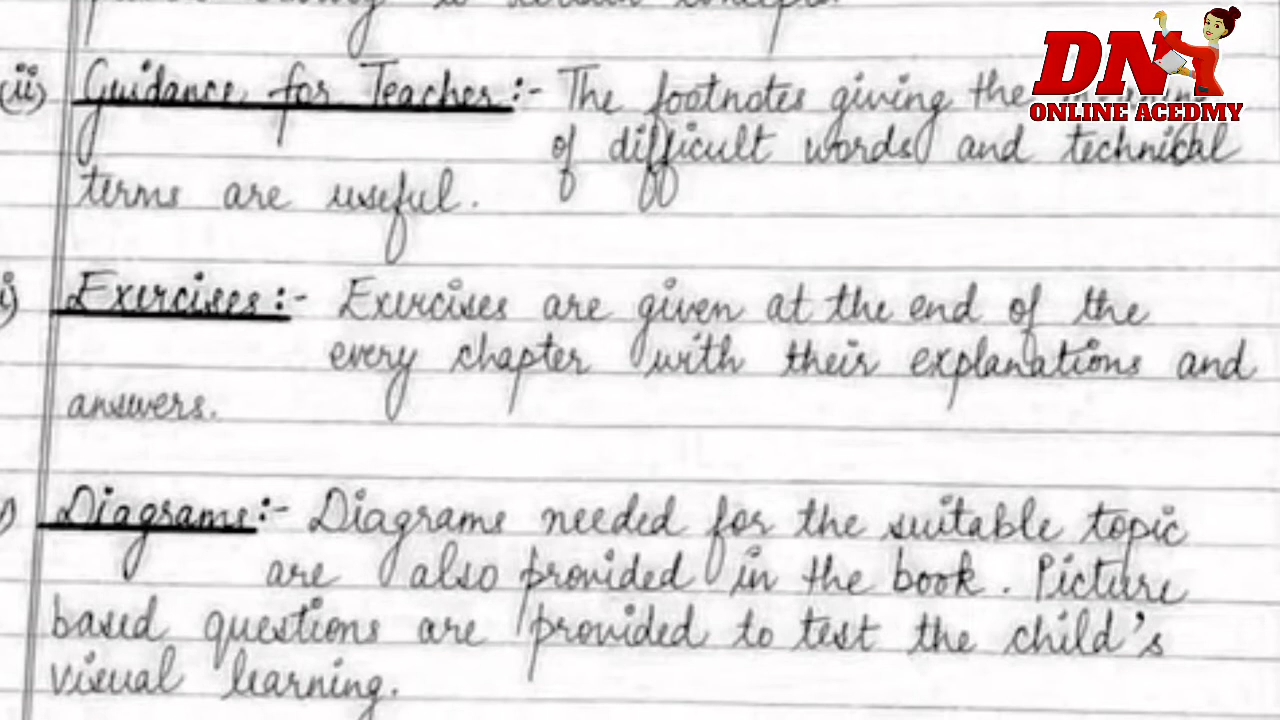 (iii) Guidance for Teacher :- The footnotes giving the
of difficult words and technical
terms are useful.
Exercises :- Exercises are given at the end of the
every chapter with their explanations and
answers.
Diagrams :- Diagrams needed for the suitable topic
are also provided in the book. Picture
based questions are provided to test the child's
visual learning.
DN
ONLINE ACEDMY